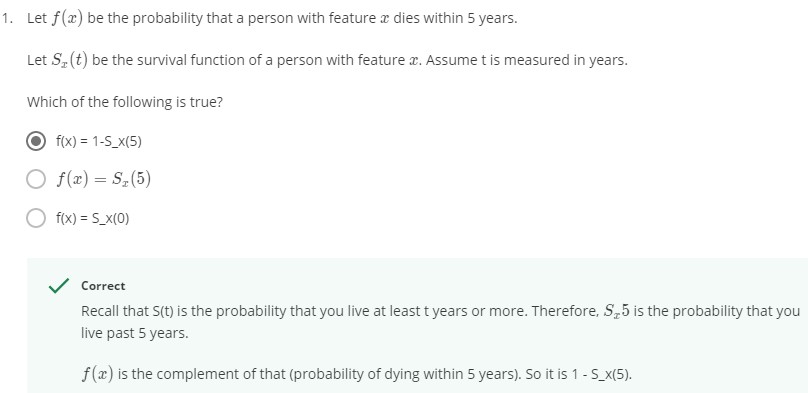 1. Let f(x) be the probability that a person with feature x dies within 5 years.
Let Sₓ(t) be the survival function of a person with feature x. Assume t is measured in years.
Which of the following is true?
f(x) = 1-S_x(5)
f(x) = Sₓ(5)
f(x) = S_x(0)
Correct
Recall that S(t) is the probability that you live at least t years or more. Therefore, Sₓ5 is the probability that you
live past 5 years.
f(x) is the complement of that (probability of dying within 5 years). So it is 1 - S_x(5).